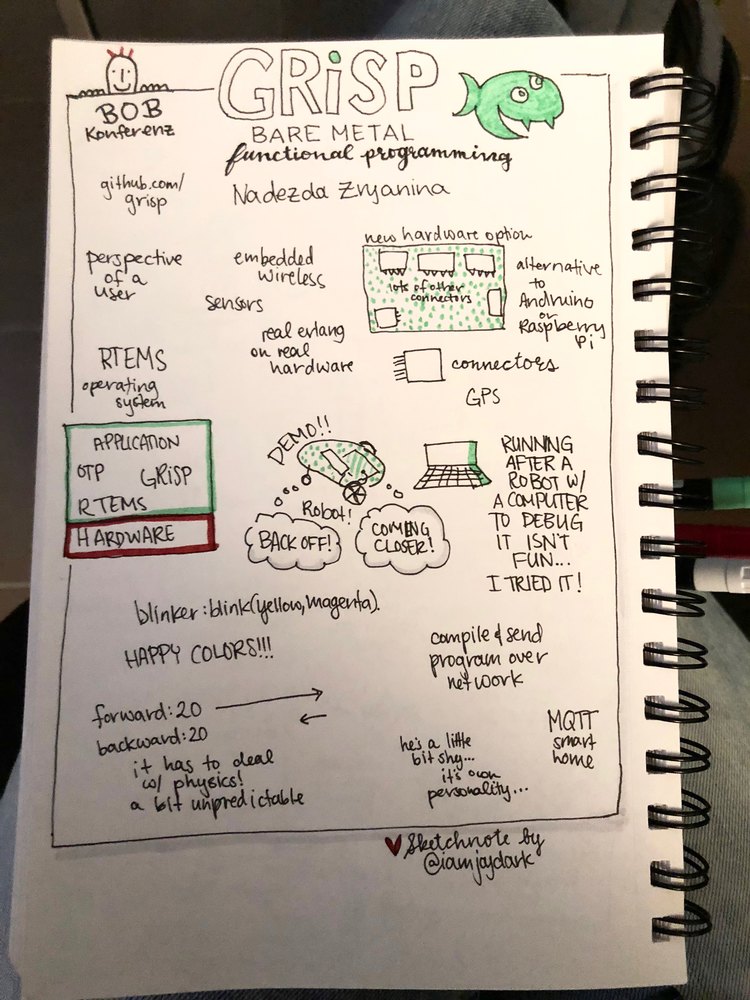 GRiSP
BOB
Konferenz
BARE METAL
functional programming
github.com/
grisp
Nadezda Zryanina
perspective
of a
user
embedded
wireless
sensors
real erlang
on real
hardware
new hardware option
lots of other
connectors
alternative
to
Andruino
or
Raspberry
Pi
RTEMS
operating
system
connectors
GPS
APPLICATION
OTP GRiSP
RTEMS
HARDWARE
DEMO!!
Robot!
BACK OFF!
COMING
CLOSER!
RUNNING
AFTER A
ROBOT W/
A COMPUTER
TO DEBUG
IT ISN'T
FUN...
I TRIED IT!
blinker:blink(yellow,magenta).
HAPPY COLORS!!!
compile & send
program over
network
forward:20
backward:20
it has to deal
w/ physics!
a bit unpredictable
he's a little
bit shy...
it's own
personality...
MQTT
smart
home
Sketchnote by
@iamjaydark